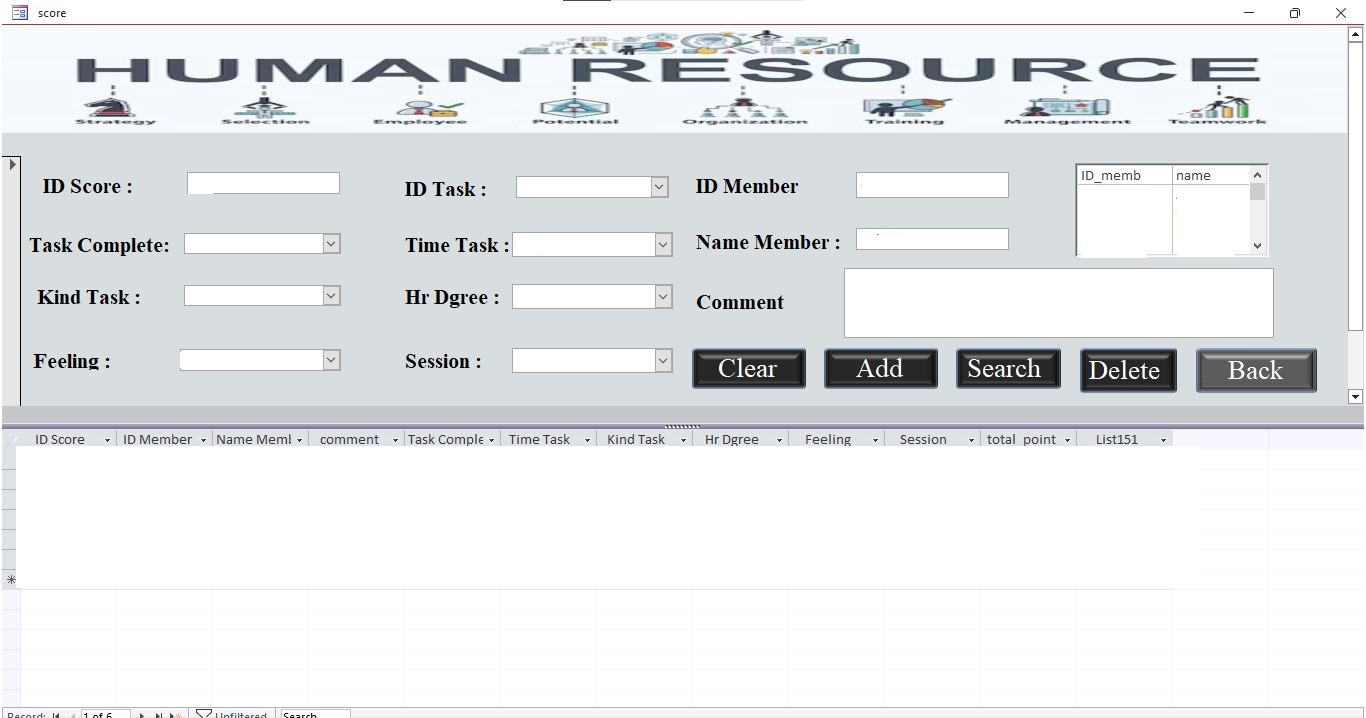 score
HUMAN RESOURCE
Strategy Selection Employee Potential Organization Training Management Teamwork
ID Score : ID Task : ID Member ID_memb name
Task Complete: Time Task : Name Member :
Kind Task : Hr Dgree : Comment
Feeling : Session : Clear Add Search Delete Back
ID Score ID Member Name Meml comment Task Comple Time Task Kind Task Hr Dgree Feeling Session total_point List151
Record: 1 of 6 Unfiltered Search